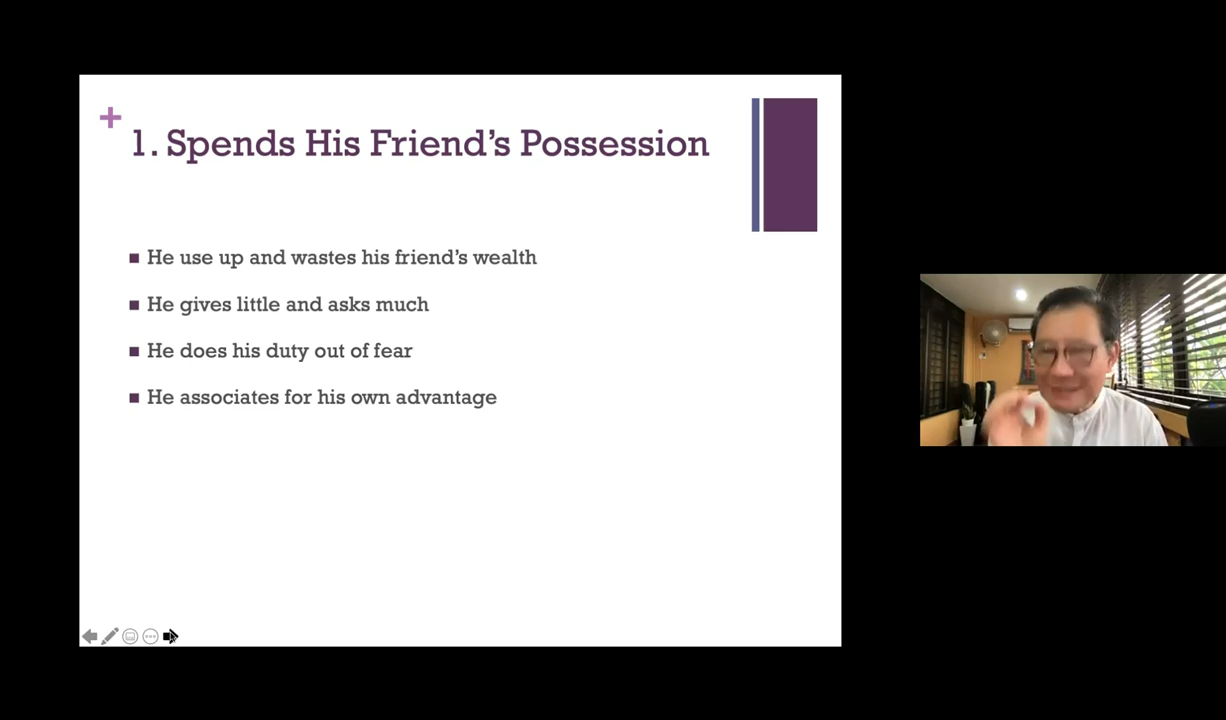 1. Spends His Friend's Possession
He use up and wastes his friend's wealth
He gives little and asks much
He does his duty out of fear
He associates for his own advantage